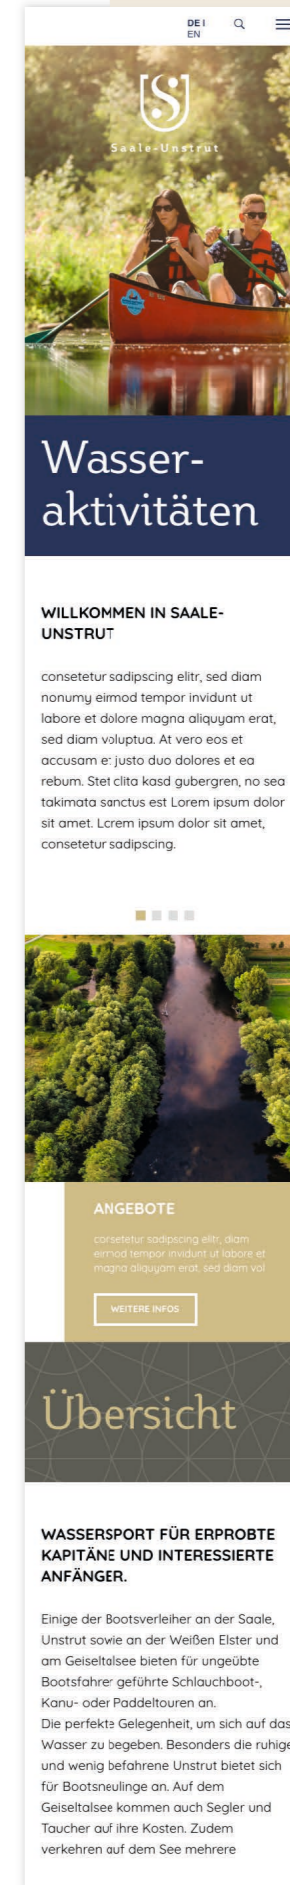 DE I
EN
Saale-Unstrut
Wasser-
aktivitäten
WILLKOMMEN IN SAALE-
UNSTRUT
consetetur sadipscing elitr, sed diam
nonumy eirmod tempor invidunt ut
labore et dolore magna aliquyam erat,
sed diam voluptua. At vero eos et
accusam et justo duo dolores et ea
rebum. Stet clita kasd gubergren, no sea
takimata sanctus est Lorem ipsum dolor
sit amet. Lorem ipsum dolor sit amet,
consetetur sadipscing.
ANGEBOTE
consetetur sadipscing elitr, diam
eirmod tempor invidunt ut labore et
magna aliquyam erat, sed diam vol
WEITERE INFOS
Übersicht
WASSERSPORT FÜR ERPROBTE
KAPITÄNE UND INTERESSIERTE
ANFÄNGER.
Einige der Bootsverleiher an der Saale,
Unstrut sowie an der Weißen Elster und
am Geiseltalsee bieten für ungeübte
Bootsfahrer geführte Schlauchboot-,
Kanu- oder Paddeltouren an.
Die perfekte Gelegenheit, um sich auf das
Wasser zu begeben. Besonders die ruhige
und wenig befahrene Unstrut bietet sich
für Bootsneulinge an. Auf dem
Geiseltalsee kommen auch Segler und
Taucher auf ihre Kosten. Zudem
verkehren auf dem See mehrere